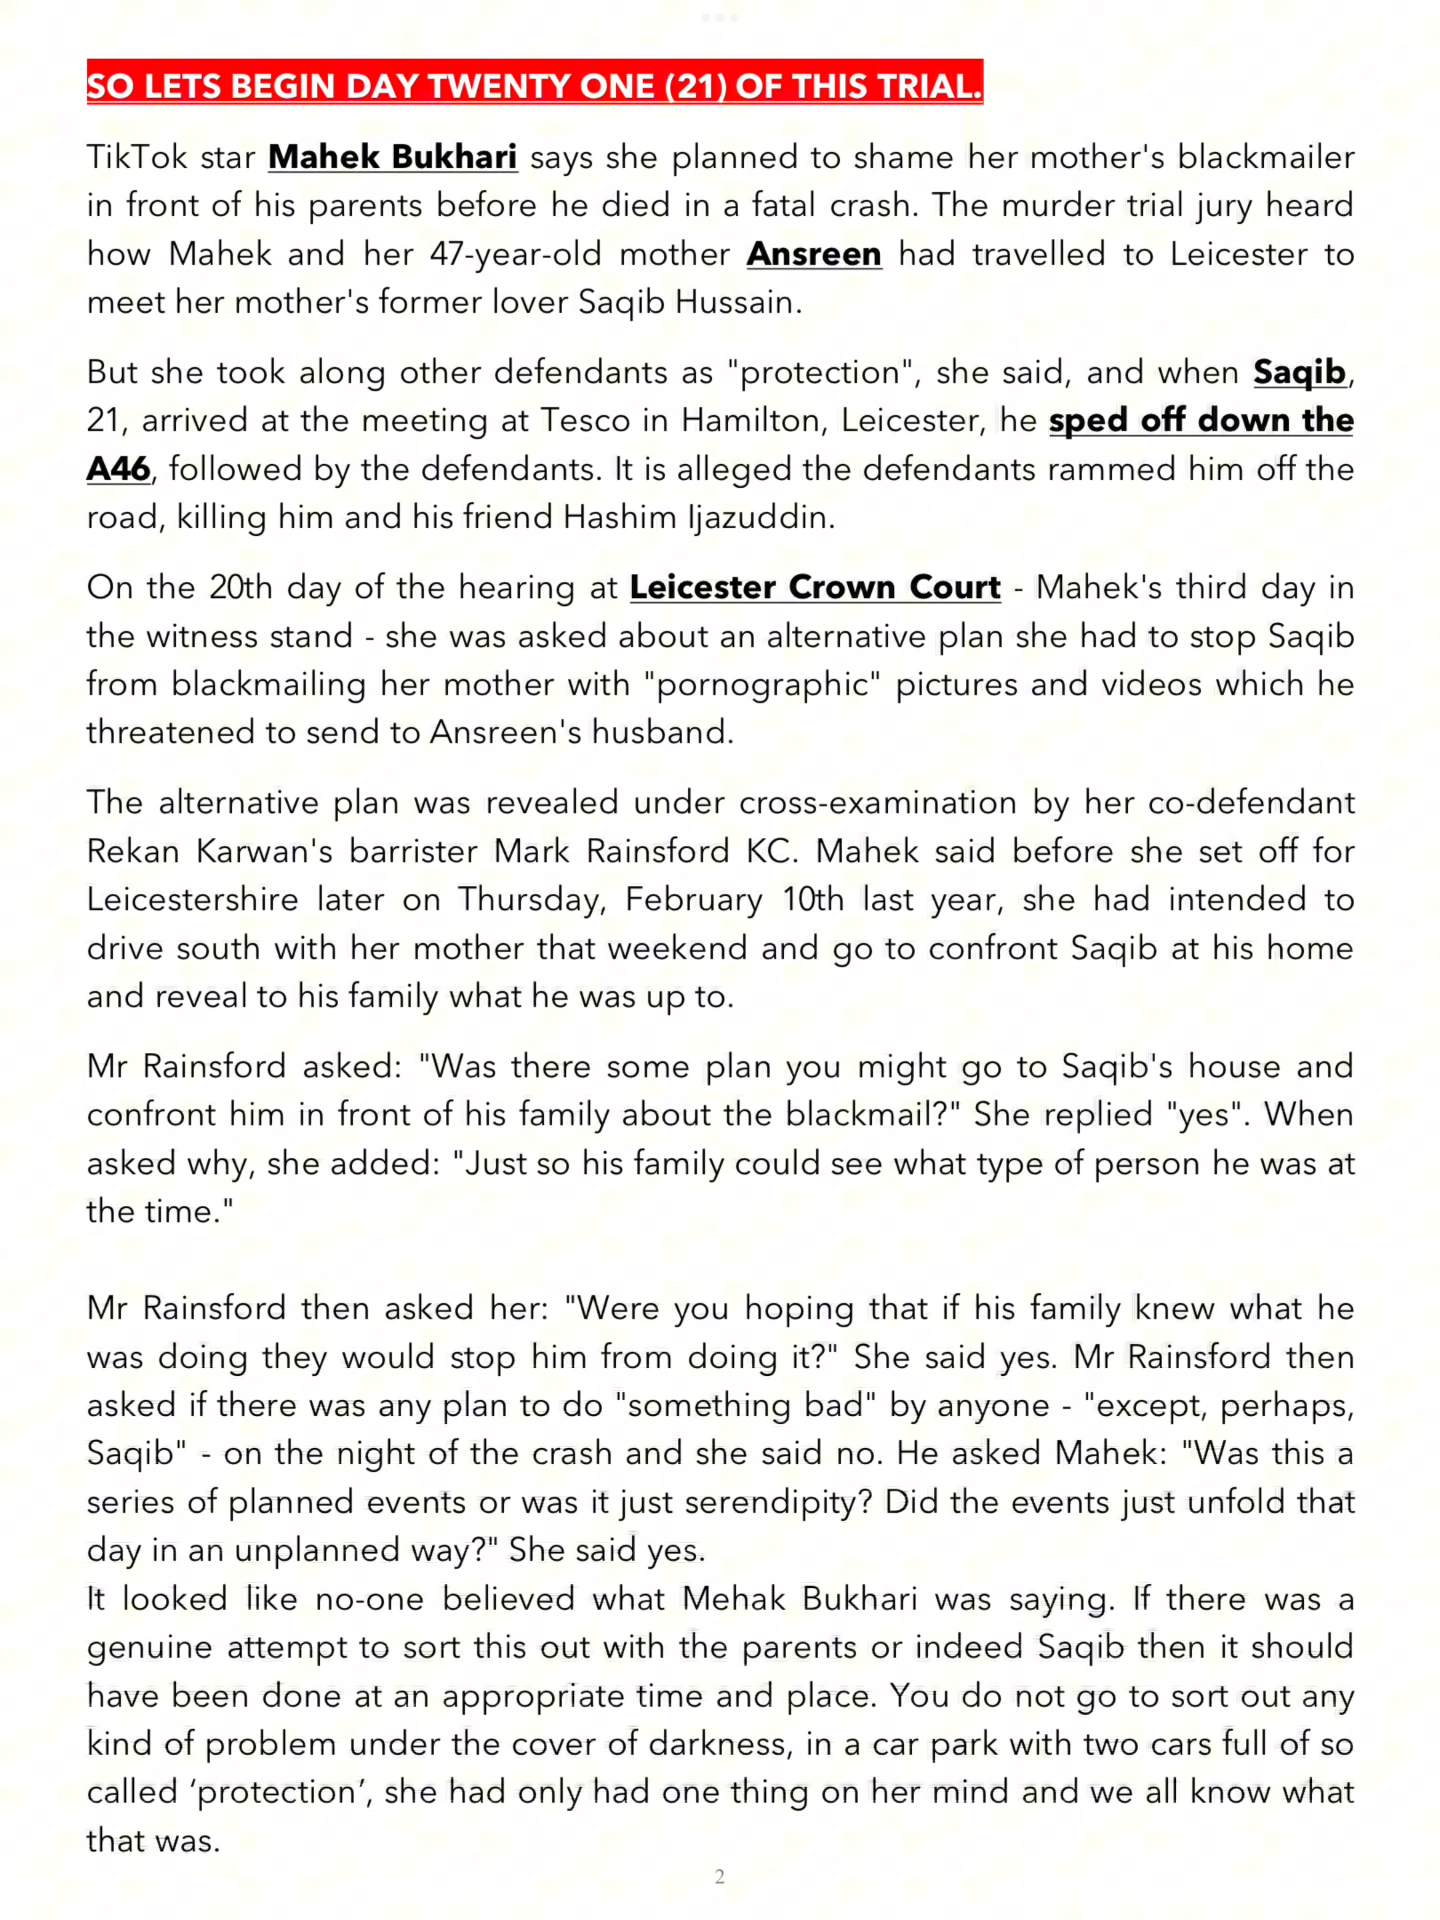 SO LETS BEGIN DAY TWENTY ONE (21) OF THIS TRIAL.
TikTok star Mahek Bukhari says she planned to shame her mother's blackmailer
in front of his parents before he died in a fatal crash. The murder trial jury heard
how Mahek and her 47-year-old mother Ansreen had travelled to Leicester to
meet her mother's former lover Saqib Hussain.
But she took along other defendants as "protection", she said, and when Saqib,
21, arrived at the meeting at Tesco in Hamilton, Leicester, he sped off down the
A46, followed by the defendants. It is alleged the defendants rammed him off the
road, killing him and his friend Hashim Ijazuddin.
On the 20th day of the hearing at Leicester Crown Court - Mahek's third day in
the witness stand - she was asked about an alternative plan she had to stop Saqib
from blackmailing her mother with "pornographic" pictures and videos which he
threatened to send to Ansreen's husband.
The alternative plan was revealed under cross-examination by her co-defendant
Rekan Karwan's barrister Mark Rainsford KC. Mahek said before she set off for
Leicestershire later on Thursday, February 10th last year, she had intended to
drive south with her mother that weekend and go to confront Saqib at his home
and reveal to his family what he was up to.
Mr Rainsford asked: "Was there some plan you might go to Saqib's house and
confront him in front of his family about the blackmail?" She replied "yes". When
asked why, she added: "Just so his family could see what type of person he was at
the time."
Mr Rainsford then asked her: "Were you hoping that if his family knew what he
was doing they would stop him from doing it?" She said yes. Mr Rainsford then
asked if there was any plan to do "something bad" by anyone - "except, perhaps,
Saqib" - on the night of the crash and she said no. He asked Mahek: "Was this a
series of planned events or was it just serendipity? Did the events just unfold that
day in an unplanned way?" She said yes.
It looked like no-one believed what Mehak Bukhari was saying. If there was a
genuine attempt to sort this out with the parents or indeed Saqib then it should
have been done at an appropriate time and place. You do not go to sort out any
kind of problem under the cover of darkness, in a car park with two cars full of so
called ‘protection’, she had only had one thing on her mind and we all know what
that was.
2